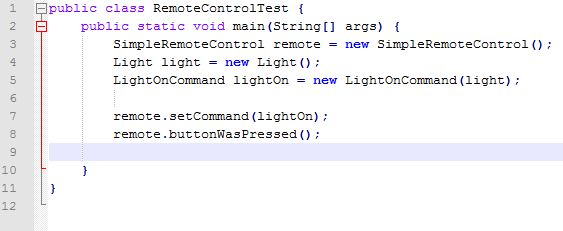 1 public class RemoteControlTest {
2 public static void main(String[] args) {
3 SimpleRemoteControl remote = new SimpleRemoteControl();
4 Light light = new Light();
5 LightOnCommand lightOn = new LightOnCommand(light);
6
7 remote.setCommand(lightOn);
8 remote.buttonWasPressed();
9
10 }
11 }
12